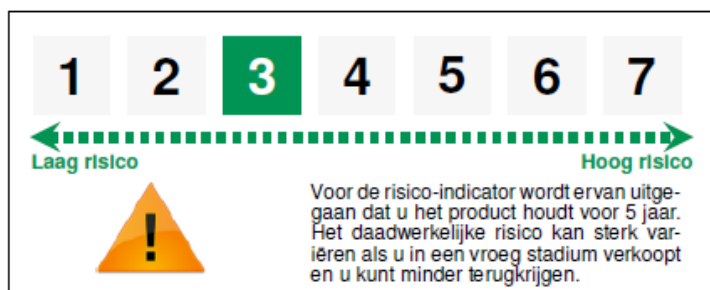 1 2 3 4 5 6 7
Laag risico Hoog risico
!
Voor de risico-indicator wordt ervan uitge-
gaan dat u het product houdt voor 5 jaar.
Het daadwerkelijke risico kan sterk var-
iëren als u in een vroeg stadium verkoopt
en u kunt minder terugkrijgen.